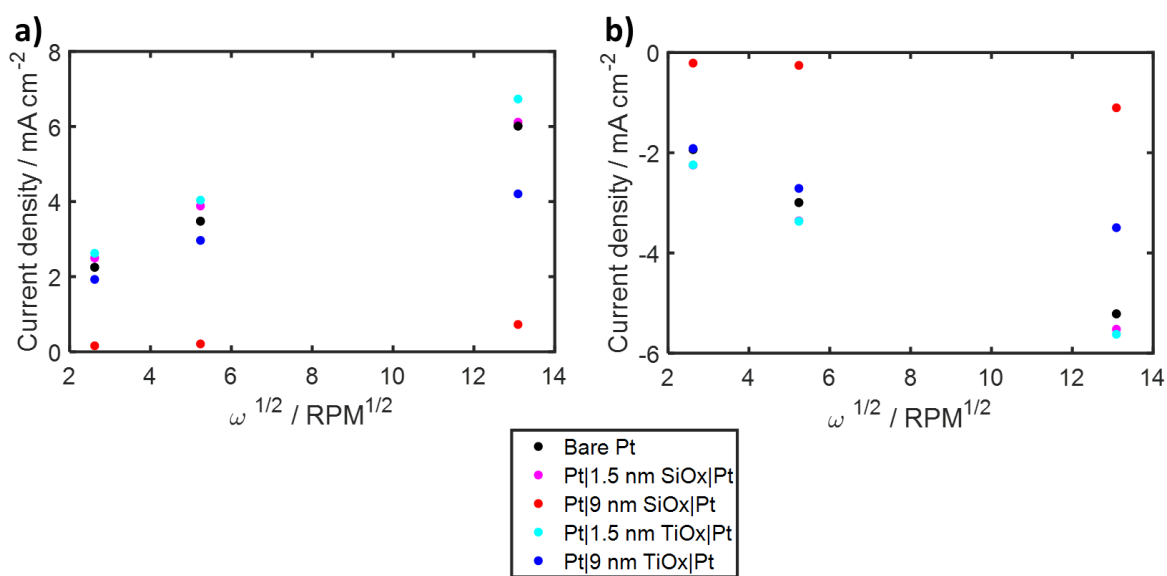 a)
Current density / mA cm⁻²
8
6
4
2
0
2 4 6 8 10 12 14
ω 1/2 / RPM1/2
b)
Current density / mA cm⁻²
0
-2
-4
-6
2 4 6 8 10 12 14
ω 1/2 / RPM1/2
Bare Pt
Pt|1.5 nm SiOx|Pt
Pt|9 nm SiOx|Pt
Pt|1.5 nm TiOx|Pt
Pt|9 nm TiOx|Pt